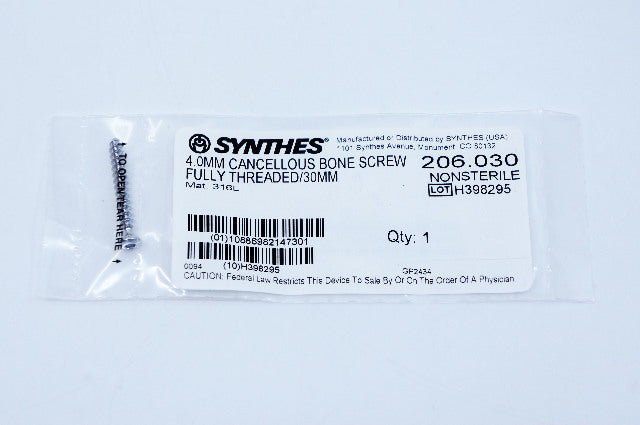 SYNTHES®
Manufactured or Distributed by SYNTHES (USA)
1101 Synthes Avenue, Monument, CO 80132
4.0MM CANCELLOUS BONE SCREW
FULLY THREADED/30MM
Mat. 316L
206.030
NONSTERILE
LOT H398295
(01)10886982147301
Qty: 1
(10)H398295
0094
GP2434
CAUTION: Federal Law Restricts This Device To Sale By Or On The Order Of A Physician.
TO OPEN TEAR HERE